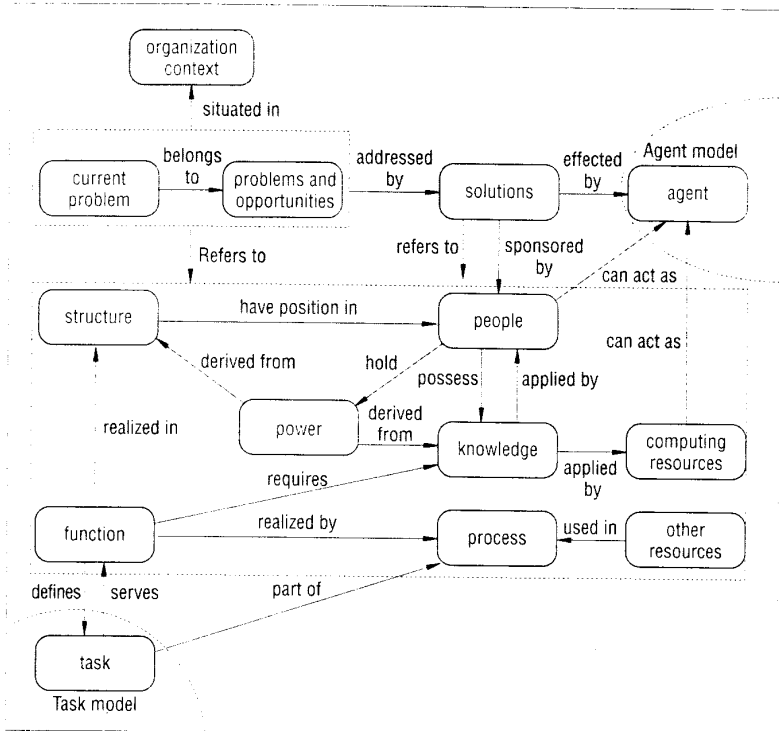 organization
context
situated in
Agent model
belongs
to
addressed
by
effected
by
current
problem
problems and
opportunities
solutions
agent
Refers to
refers to
sponsored
by
can act as
structure
have position in
people
derived from
hold
possess
applied by
can act as
realized in
power
derived
from
knowledge
computing
resources
requires
applied
by
function
realized by
process
used in
other
resources
defines
serves
part of
task
Task model